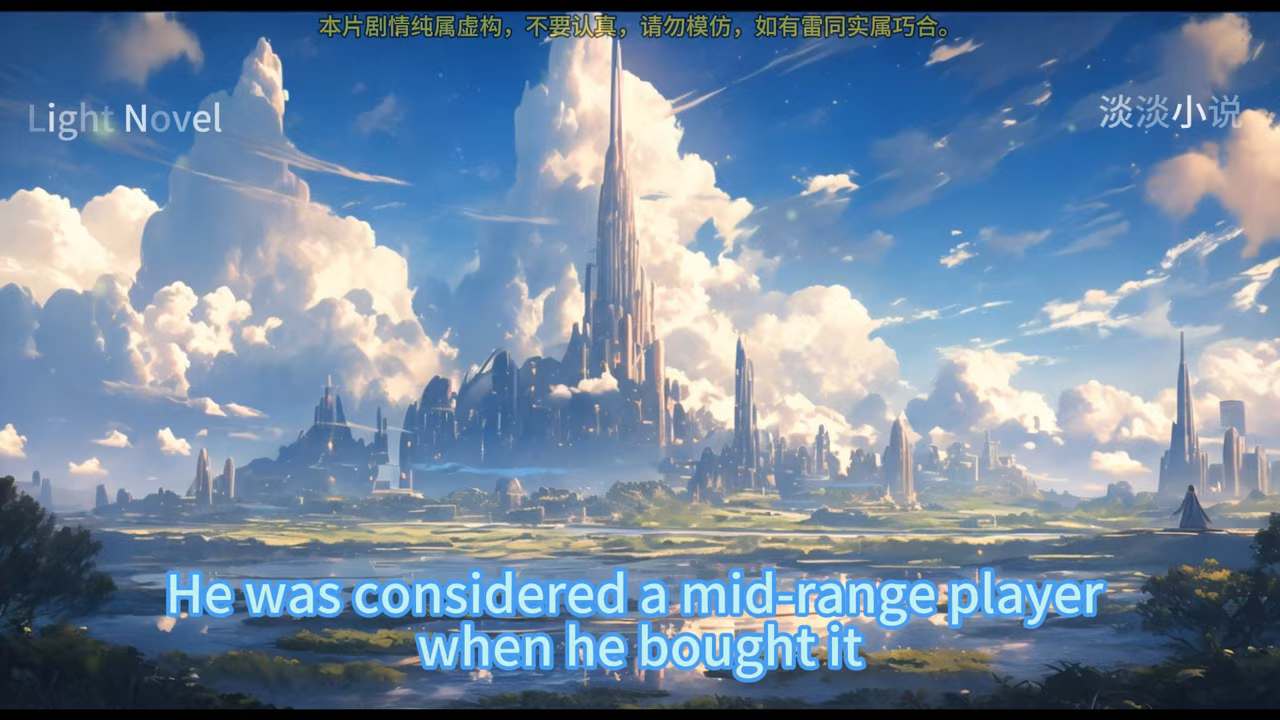 本片剧情纯属虚构，不要认真，请勿模仿，如有雷同实属巧合。
Light Novel
淡淡小说
He was considered a mid-range player
when he bought it